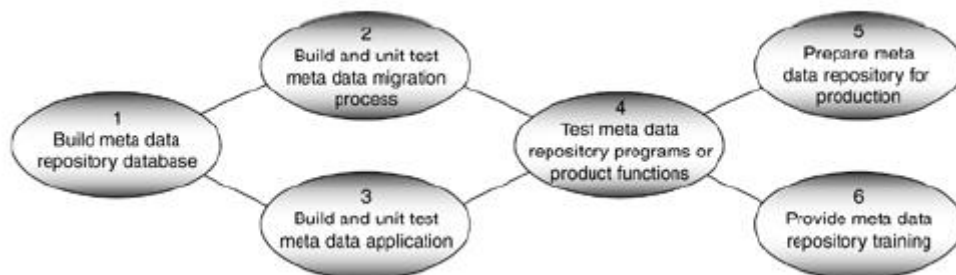 1
Build meta data
repository database
2
Build and unit test
meta data migration
process
3
Build and unit test
meta data application
4
Test meta data
repository programs or
product functions
5
Prepare meta
data repository for
production
6
Provide meta data
repository training